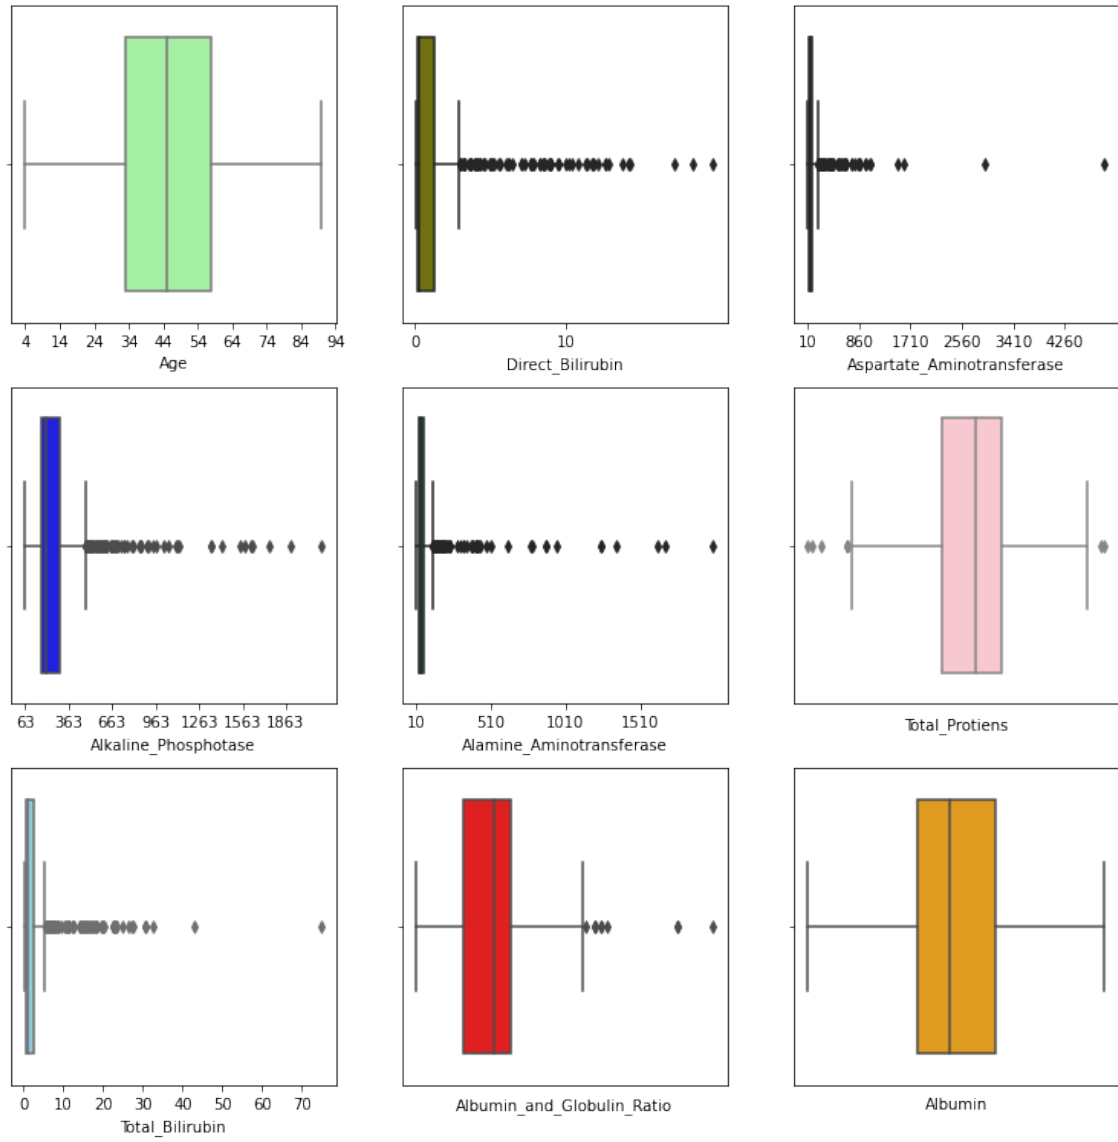 4 14 24 34 44 54 64 74 84 94
Age
0 10
Direct_Bilirubin
10 860 1710 2560 3410 4260
Aspartate_Aminotransferase
63 363 663 963 1263 1563 1863
Alkaline_Phosphotase
10 510 1010 1510
Alamine_Aminotransferase
Total_Protiens
0 10 20 30 40 50 60 70
Total_Bilirubin
Albumin_and_Globulin_Ratio
Albumin